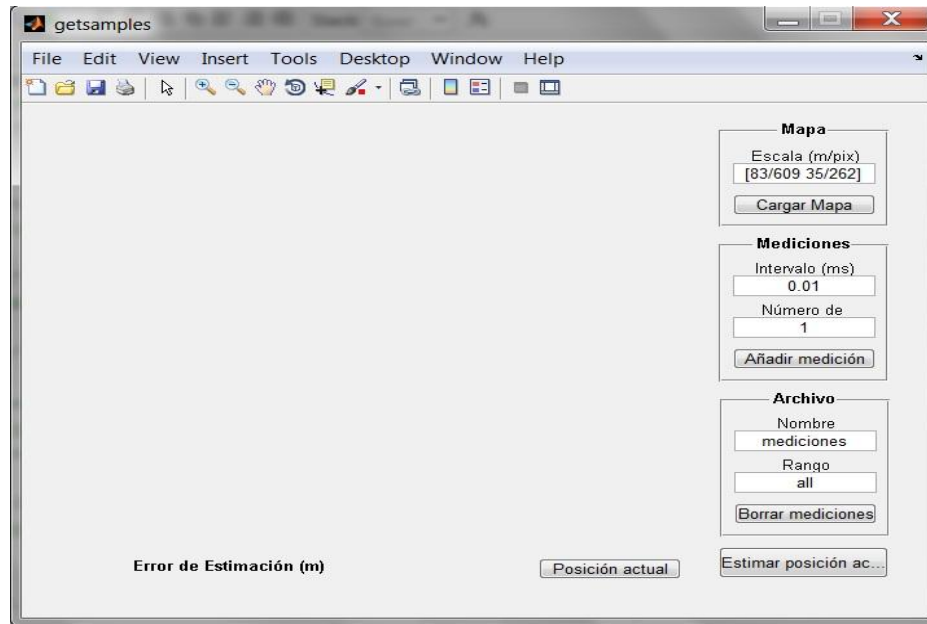 getsamples
File Edit View Insert Tools Desktop Window Help
Mapa
Escala (m/pix)
[83/609 35/262]
Cargar Mapa
Mediciones
Intervalo (ms)
0.01
Número de
1
Añadir medición
Archivo
Nombre
mediciones
Rango
all
Borrar mediciones
Error de Estimación (m)
Posición actual
Estimar posición ac...